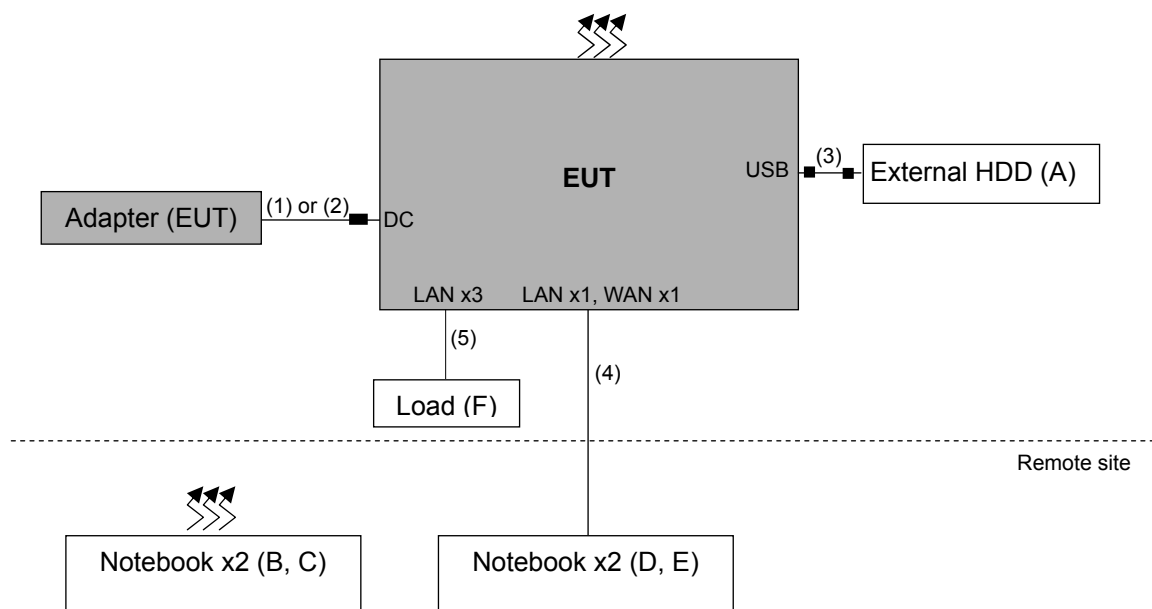 EUT
USB
(3)
External HDD (A)
Adapter (EUT)
(1) or (2)
DC
LAN x3
LAN x1, WAN x1
(5)
(4)
Load (F)
Remote site
Notebook x2 (B, C)
Notebook x2 (D, E)